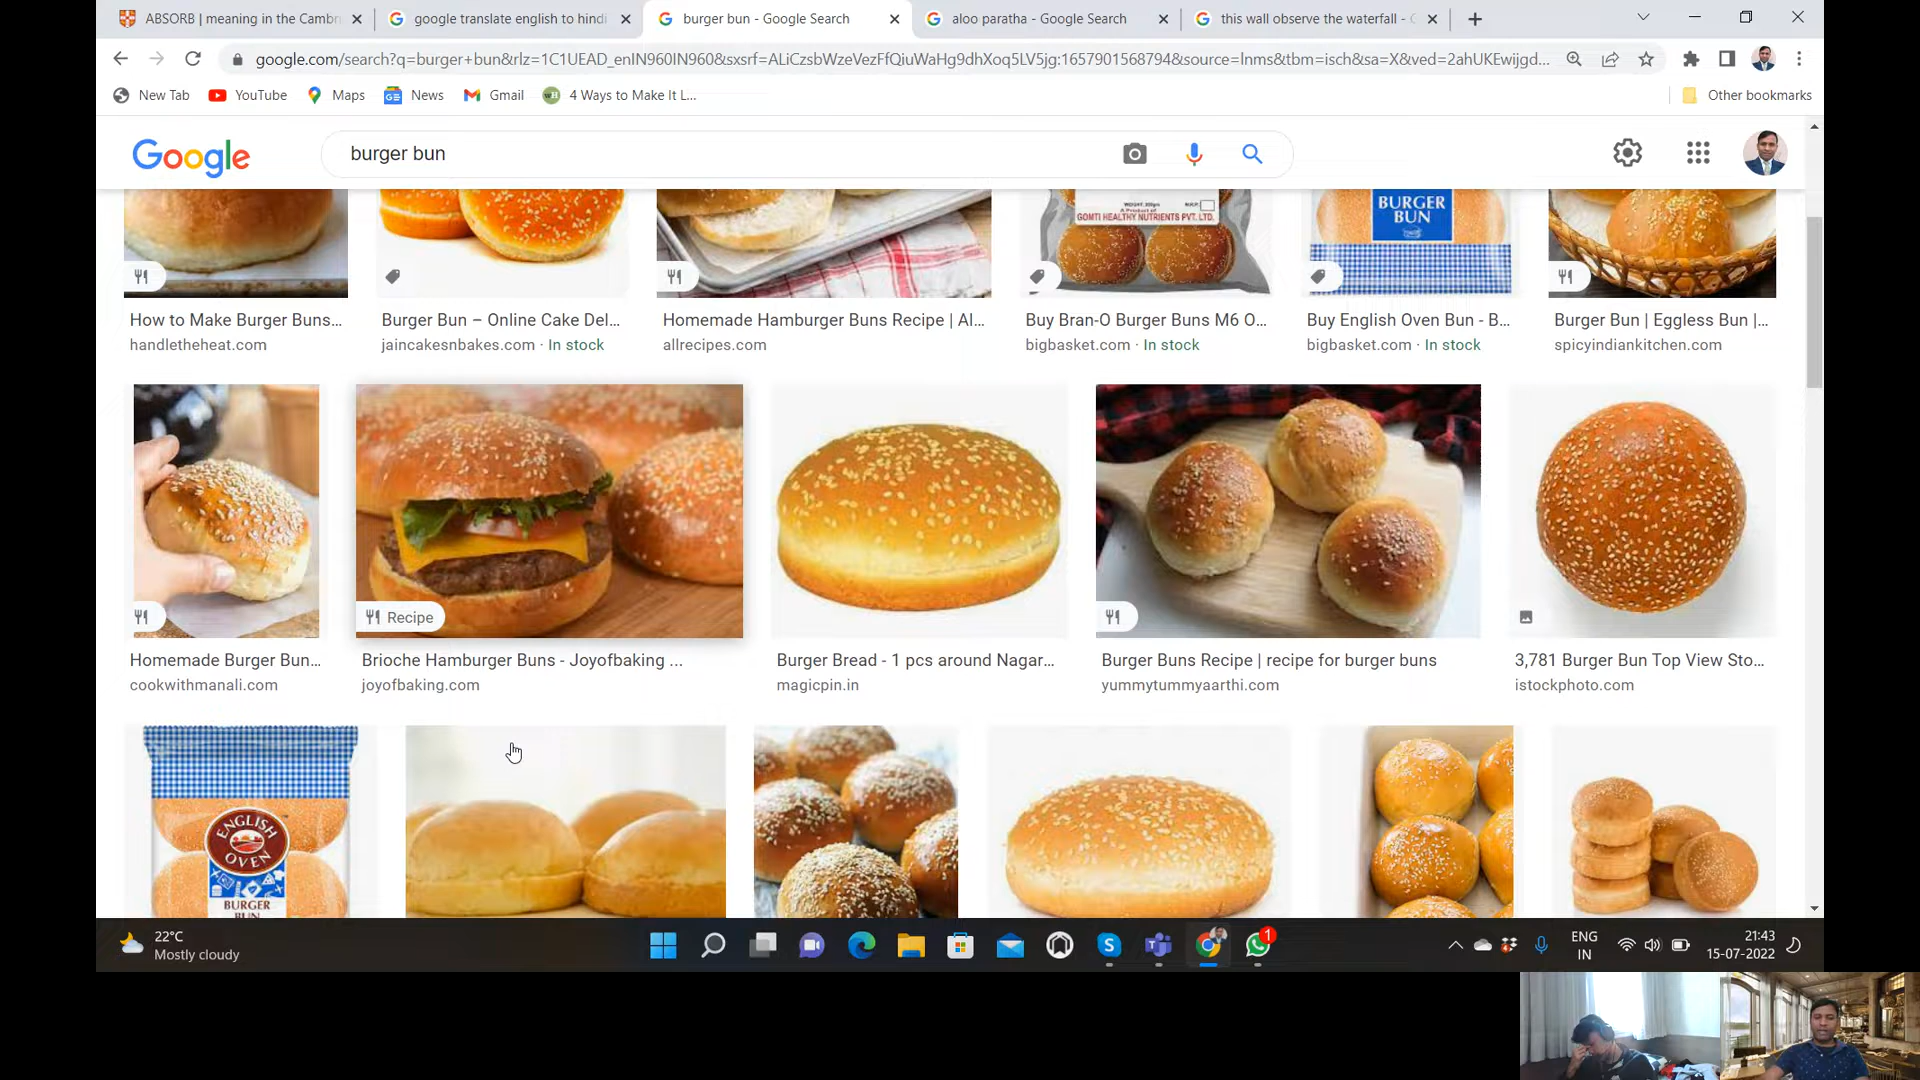 ABSORB | meaning in the Cambri
google translate english to hindi
burger bun - Google Search
aloo paratha - Google Search
this wall observe the waterfall - G
google.com/search?q=burger+bun&rlz=1C1UEAD_enIN960IN960&sxsrf=ALiCzsbWzeVezFfQiuWaHg9dhXoq5LV5jg:1657901568794&source=lnms&tbm=isch&sa=X&ved=2ahUKEwijgd...
New Tab
YouTube
Maps
News
Gmail
4 Ways to Make It L...
Other bookmarks
Google
burger bun
GOMTI HEALTHY NUTRIENTS PVT. LTD.
BURGER
BUN
How to Make Burger Buns...
handletheheat.com
Burger Bun – Online Cake Del...
jaincakesnbakes.com · In stock
Homemade Hamburger Buns Recipe | Al...
allrecipes.com
Buy Bran-O Burger Buns M6 O...
bigbasket.com · In stock
Buy English Oven Bun - B...
bigbasket.com · In stock
Burger Bun | Eggless Bun |...
spicyindiankitchen.com
Recipe
Homemade Burger Bun...
cookwithmanali.com
Brioche Hamburger Buns - Joyofbaking ...
joyofbaking.com
Burger Bread - 1 pcs around Nagar...
magicpin.in
Burger Buns Recipe | recipe for burger buns
yummytummyaarthi.com
3,781 Burger Bun Top View Sto...
istockphoto.com
ENGLISH
OVEN
BURGER
BUN
22°C
Mostly cloudy
1
ENG
IN
21:43
15-07-2022